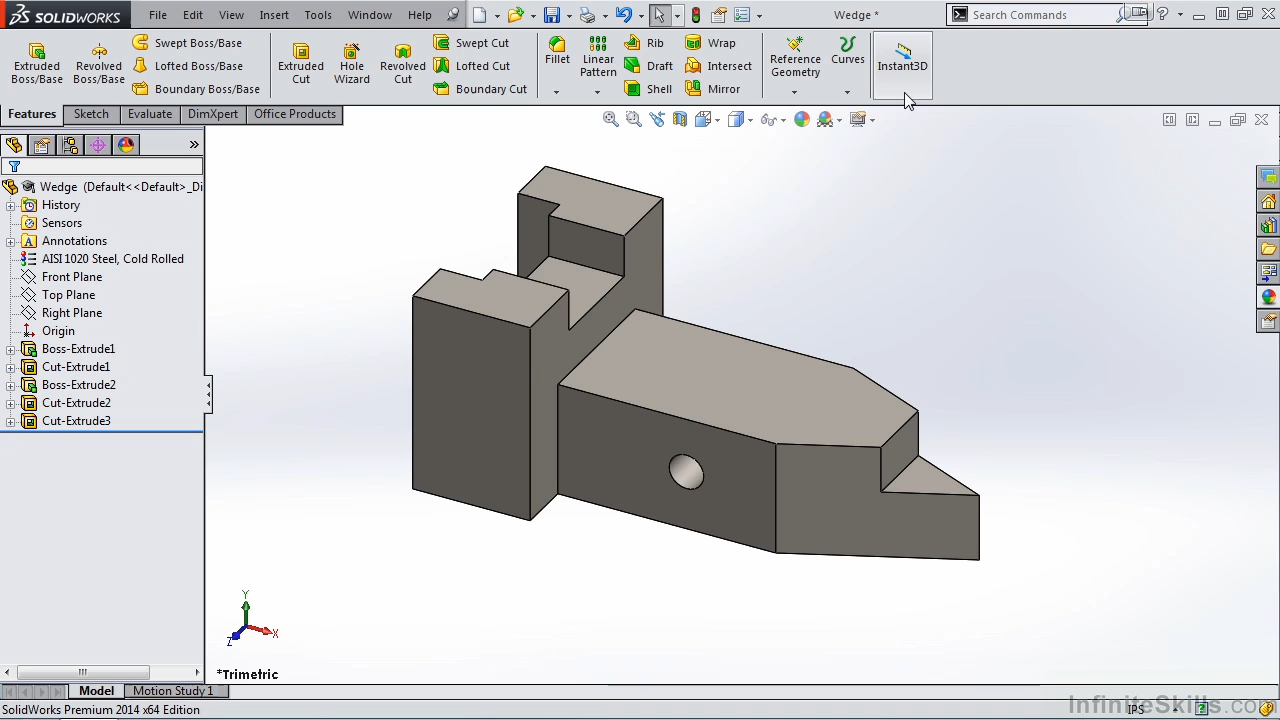 SOLIDWORKS File Edit View Insert Tools Window Help Wedge * Search Commands ?
Extruded Boss/Base Revolved Boss/Base Swept Boss/Base Lofted Boss/Base Boundary Boss/Base Extruded Cut Hole Wizard Revolved Cut Swept Cut Lofted Cut Boundary Cut Fillet Linear Pattern Rib Draft Shell Wrap Intersect Mirror Reference Geometry Curves Instant3D
Features Sketch Evaluate DimXpert Office Products
Wedge (Default<<Default>_Di
History
Sensors
Annotations
AISI 1020 Steel, Cold Rolled
Front Plane
Top Plane
Right Plane
Origin
Boss-Extrude1
Cut-Extrude1
Boss-Extrude2
Cut-Extrude2
Cut-Extrude3
Y
X
Z
*Trimetric
Model Motion Study 1
SolidWorks Premium 2014 x64 Edition IPS
InfiniteSkills.com